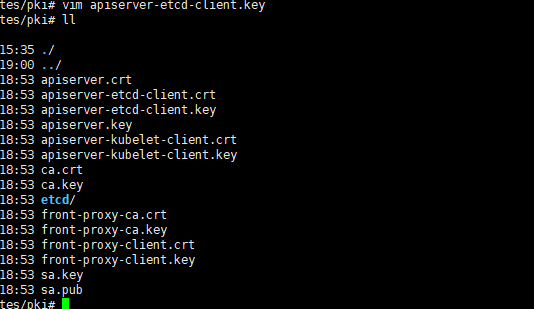 tes/pki# vim apiserver-etcd-client.key
tes/pki# ll
15:35 ./
19:00 ../
18:53 apiserver.crt
18:53 apiserver-etcd-client.crt
18:53 apiserver-etcd-client.key
18:53 apiserver.key
18:53 apiserver-kubelet-client.crt
18:53 apiserver-kubelet-client.key
18:53 ca.crt
18:53 ca.key
18:53 etcd/
18:53 front-proxy-ca.crt
18:53 front-proxy-ca.key
18:53 front-proxy-client.crt
18:53 front-proxy-client.key
18:53 sa.key
18:53 sa.pub
tes/pki#